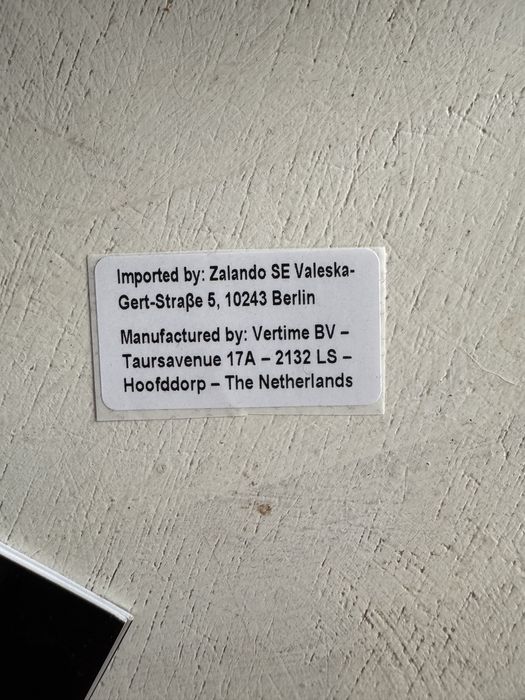 Imported by: Zalando SE Valeska-
Gert-Straße 5, 10243 Berlin
Manufactured by: Vertime BV –
Taursavenue 17A – 2132 LS –
Hoofddorp – The Netherlands